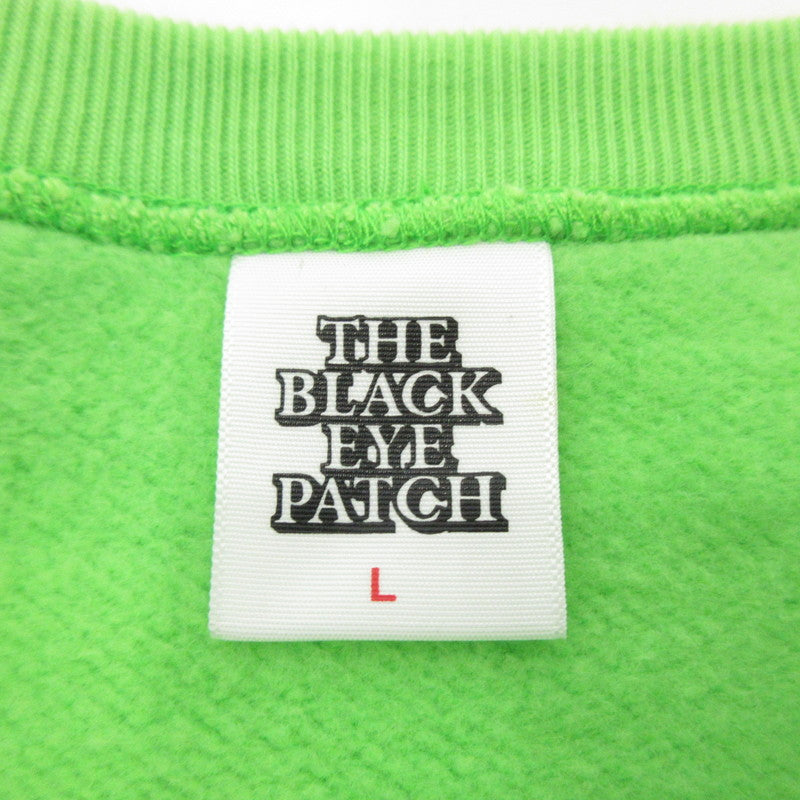 THE
BLACK
EYE
PATCH
L